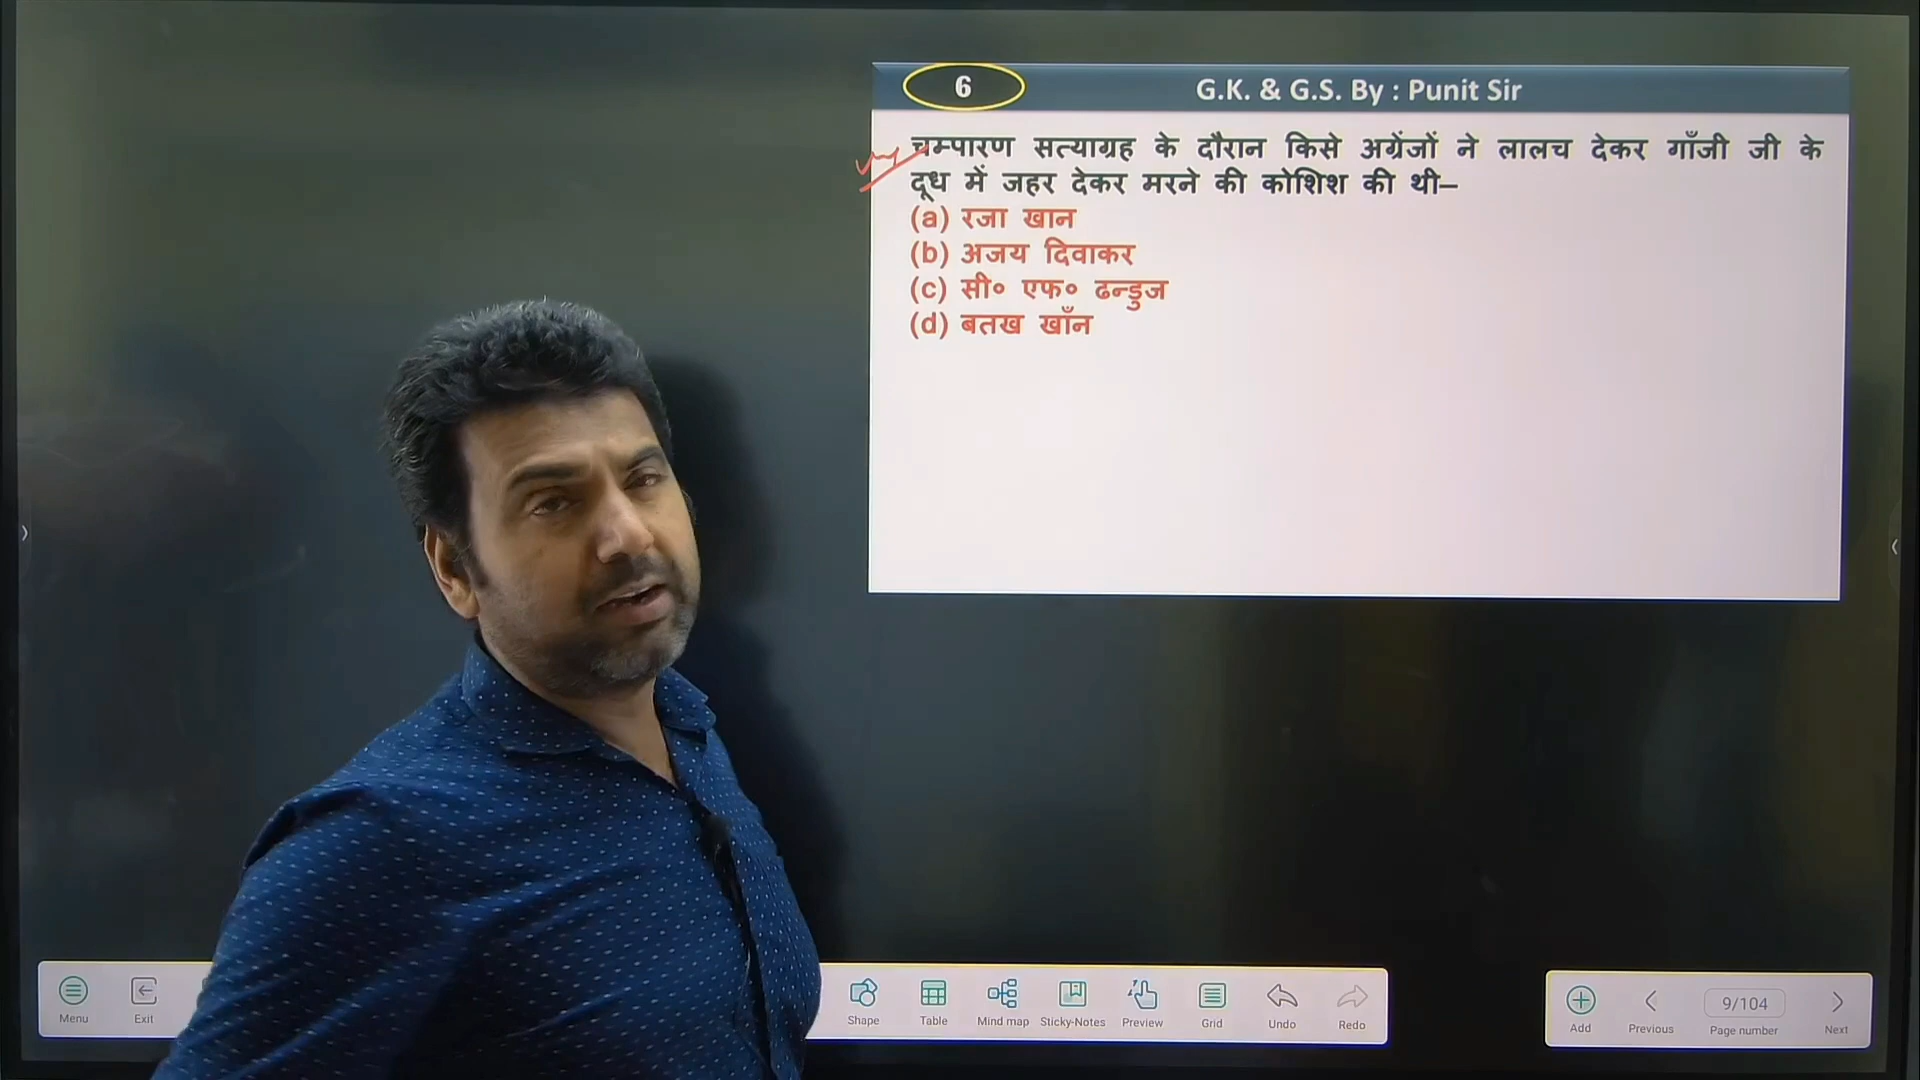 6
G.K. & G.S. By : Punit Sir
चम्पारण सत्याग्रह के दौरान किसे अग्रेंजों ने लालच देकर गाँजी जी के
दूध में जहर देकर मरने की कोशिश की थी–
(a) रजा खान
(b) अजय दिवाकर
(c) सी० एफ० ढन्डुज
(d) बतख खाँन
Menu
Exit
Shape
Table
Mind map
Sticky-Notes
Preview
Grid
Undo
Redo
Add
Previous
9/104
Page number
Next